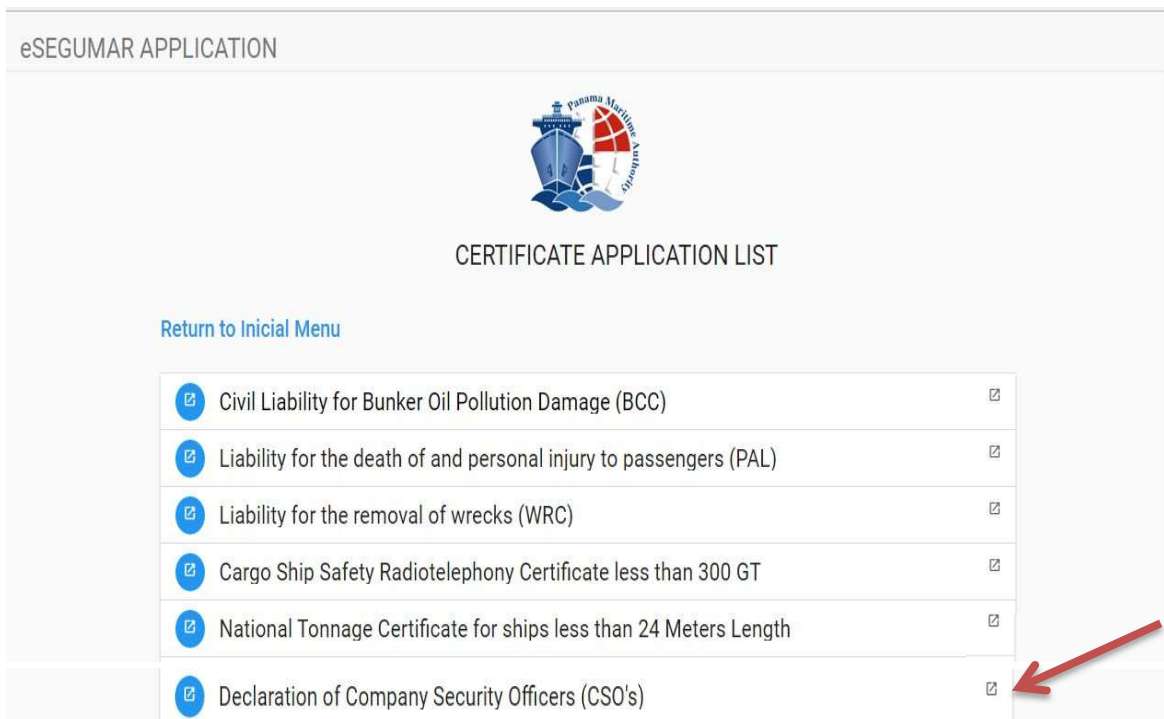 eSEGUMAR APPLICATION
Panama Maritime Authority
CERTIFICATE APPLICATION LIST
Return to Inicial Menu
Civil Liability for Bunker Oil Pollution Damage (BCC)
Liability for the death of and personal injury to passengers (PAL)
Liability for the removal of wrecks (WRC)
Cargo Ship Safety Radiotelephony Certificate less than 300 GT
National Tonnage Certificate for ships less than 24 Meters Length
Declaration of Company Security Officers (CSO's)